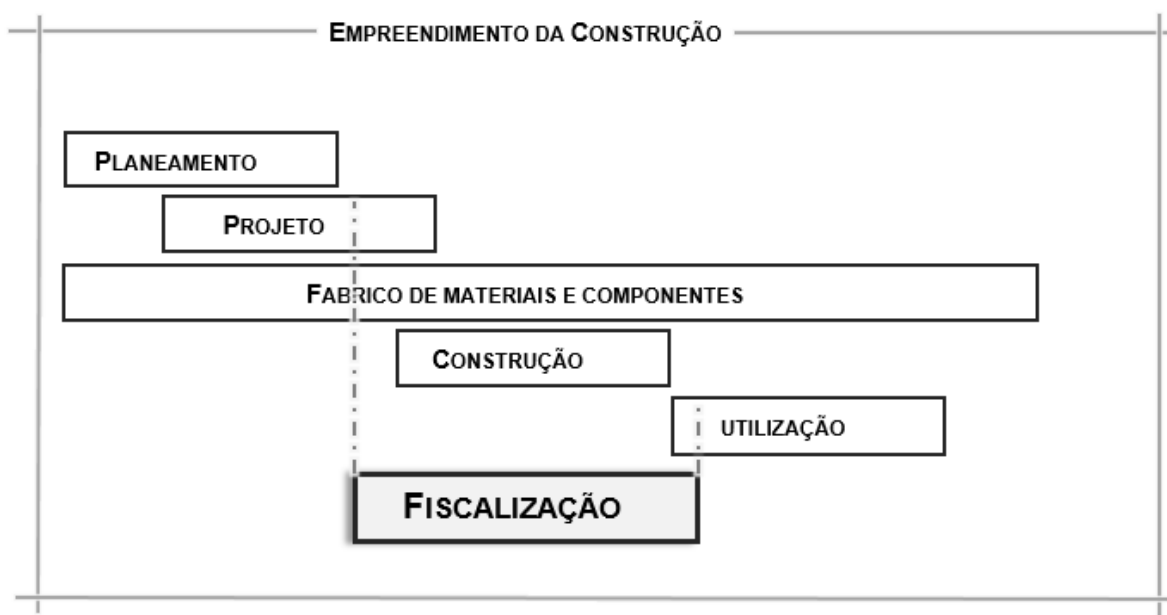 EMPREENDIMENTO DA CONSTRUÇÃO
PLANEAMENTO
PROJETO
FABRICO DE MATERIAIS E COMPONENTES
CONSTRUÇÃO
UTILIZAÇÃO
FISCALIZAÇÃO